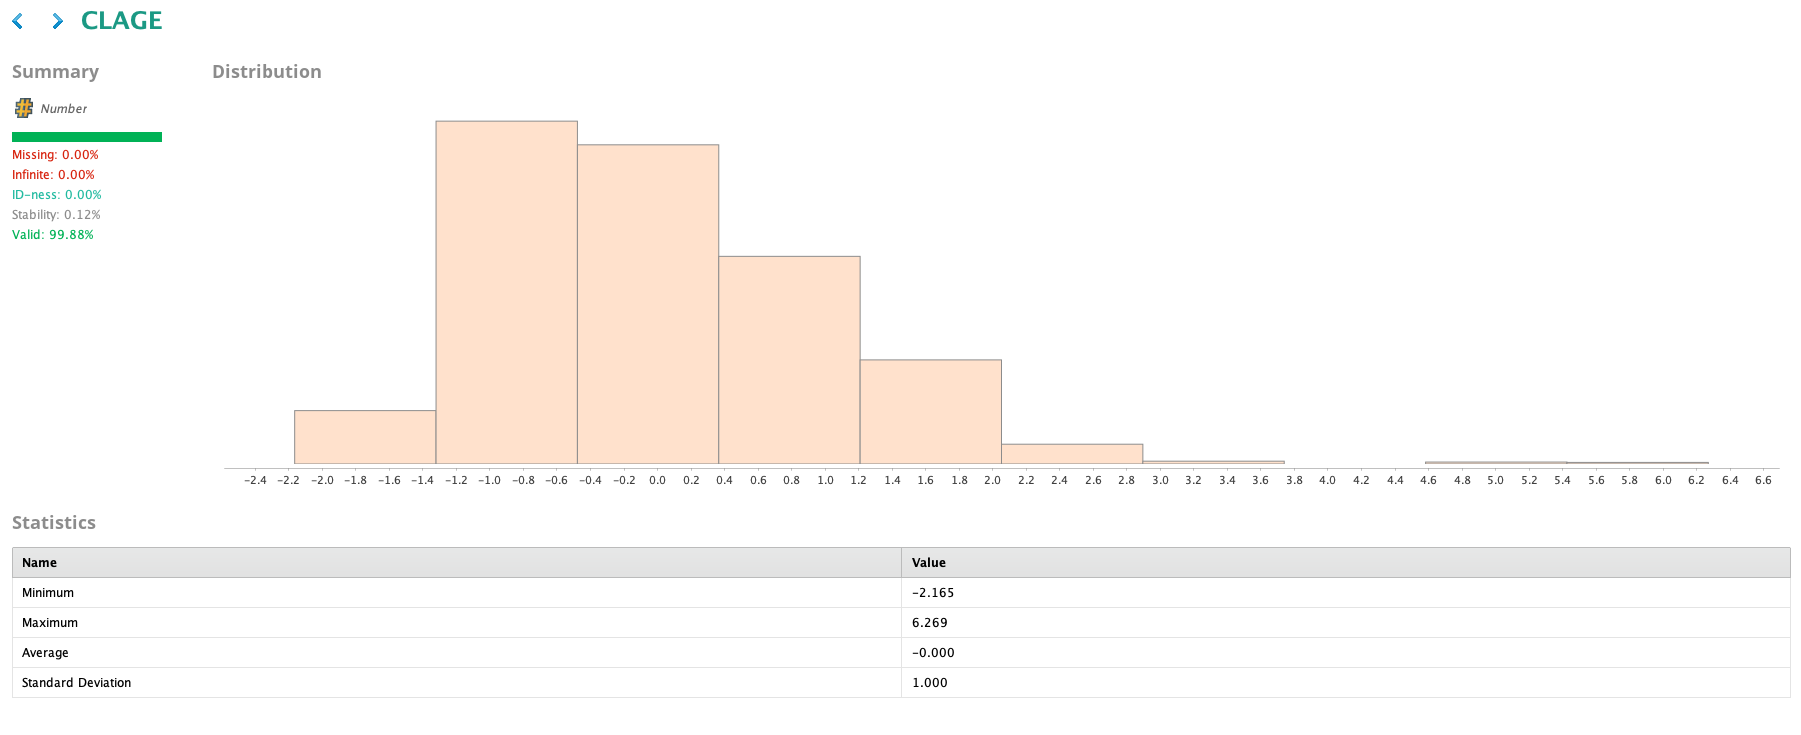 CLAGE
Summary
Distribution
# Number
Missing: 0.00%
Infinite: 0.00%
ID-ness: 0.00%
Stability: 0.12%
Valid: 99.88%
-2.4 -2.2 -2.0 -1.8 -1.6 -1.4 -1.2 -1.0 -0.8 -0.6 -0.4 -0.2 0.0 0.2 0.4 0.6 0.8 1.0 1.2 1.4 1.6 1.8 2.0 2.2 2.4 2.6 2.8 3.0 3.2 3.4 3.6 3.8 4.0 4.2 4.4 4.6 4.8 5.0 5.2 5.4 5.6 5.8 6.0 6.2 6.4 6.6
Statistics
Name Value
Minimum -2.165
Maximum 6.269
Average -0.000
Standard Deviation 1.000